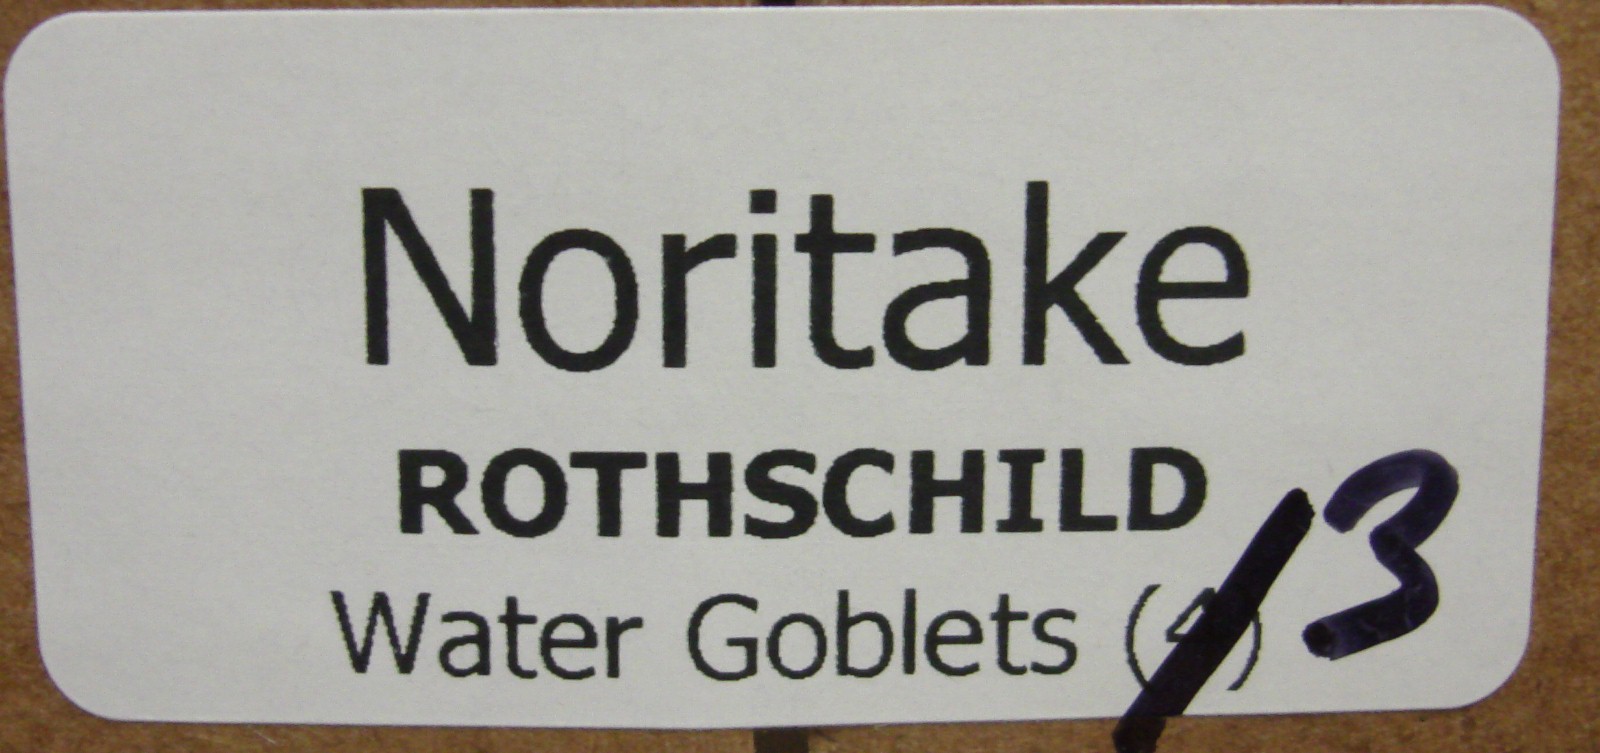 Noritake
ROTHSCHILD
Water Goblets (4) 3